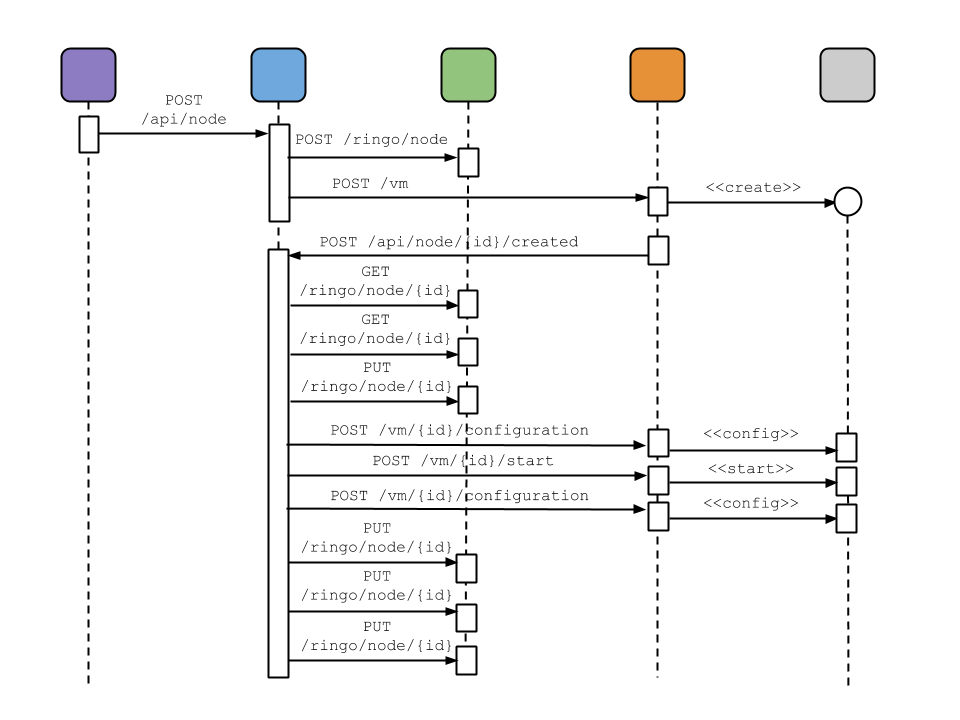 POST
/api/node
POST /ringo/node
POST /vm
<<create>>
POST /api/node/{id}/created
GET
/ringo/node/{id}
GET
/ringo/node/{id}
PUT
/ringo/node/{id}
POST /vm/{id}/configuration
<<config>>
POST /vm/{id}/start
<<start>>
POST /vm/{id}/configuration
<<config>>
PUT
/ringo/node/{id}
PUT
/ringo/node/{id}
PUT
/ringo/node/{id}